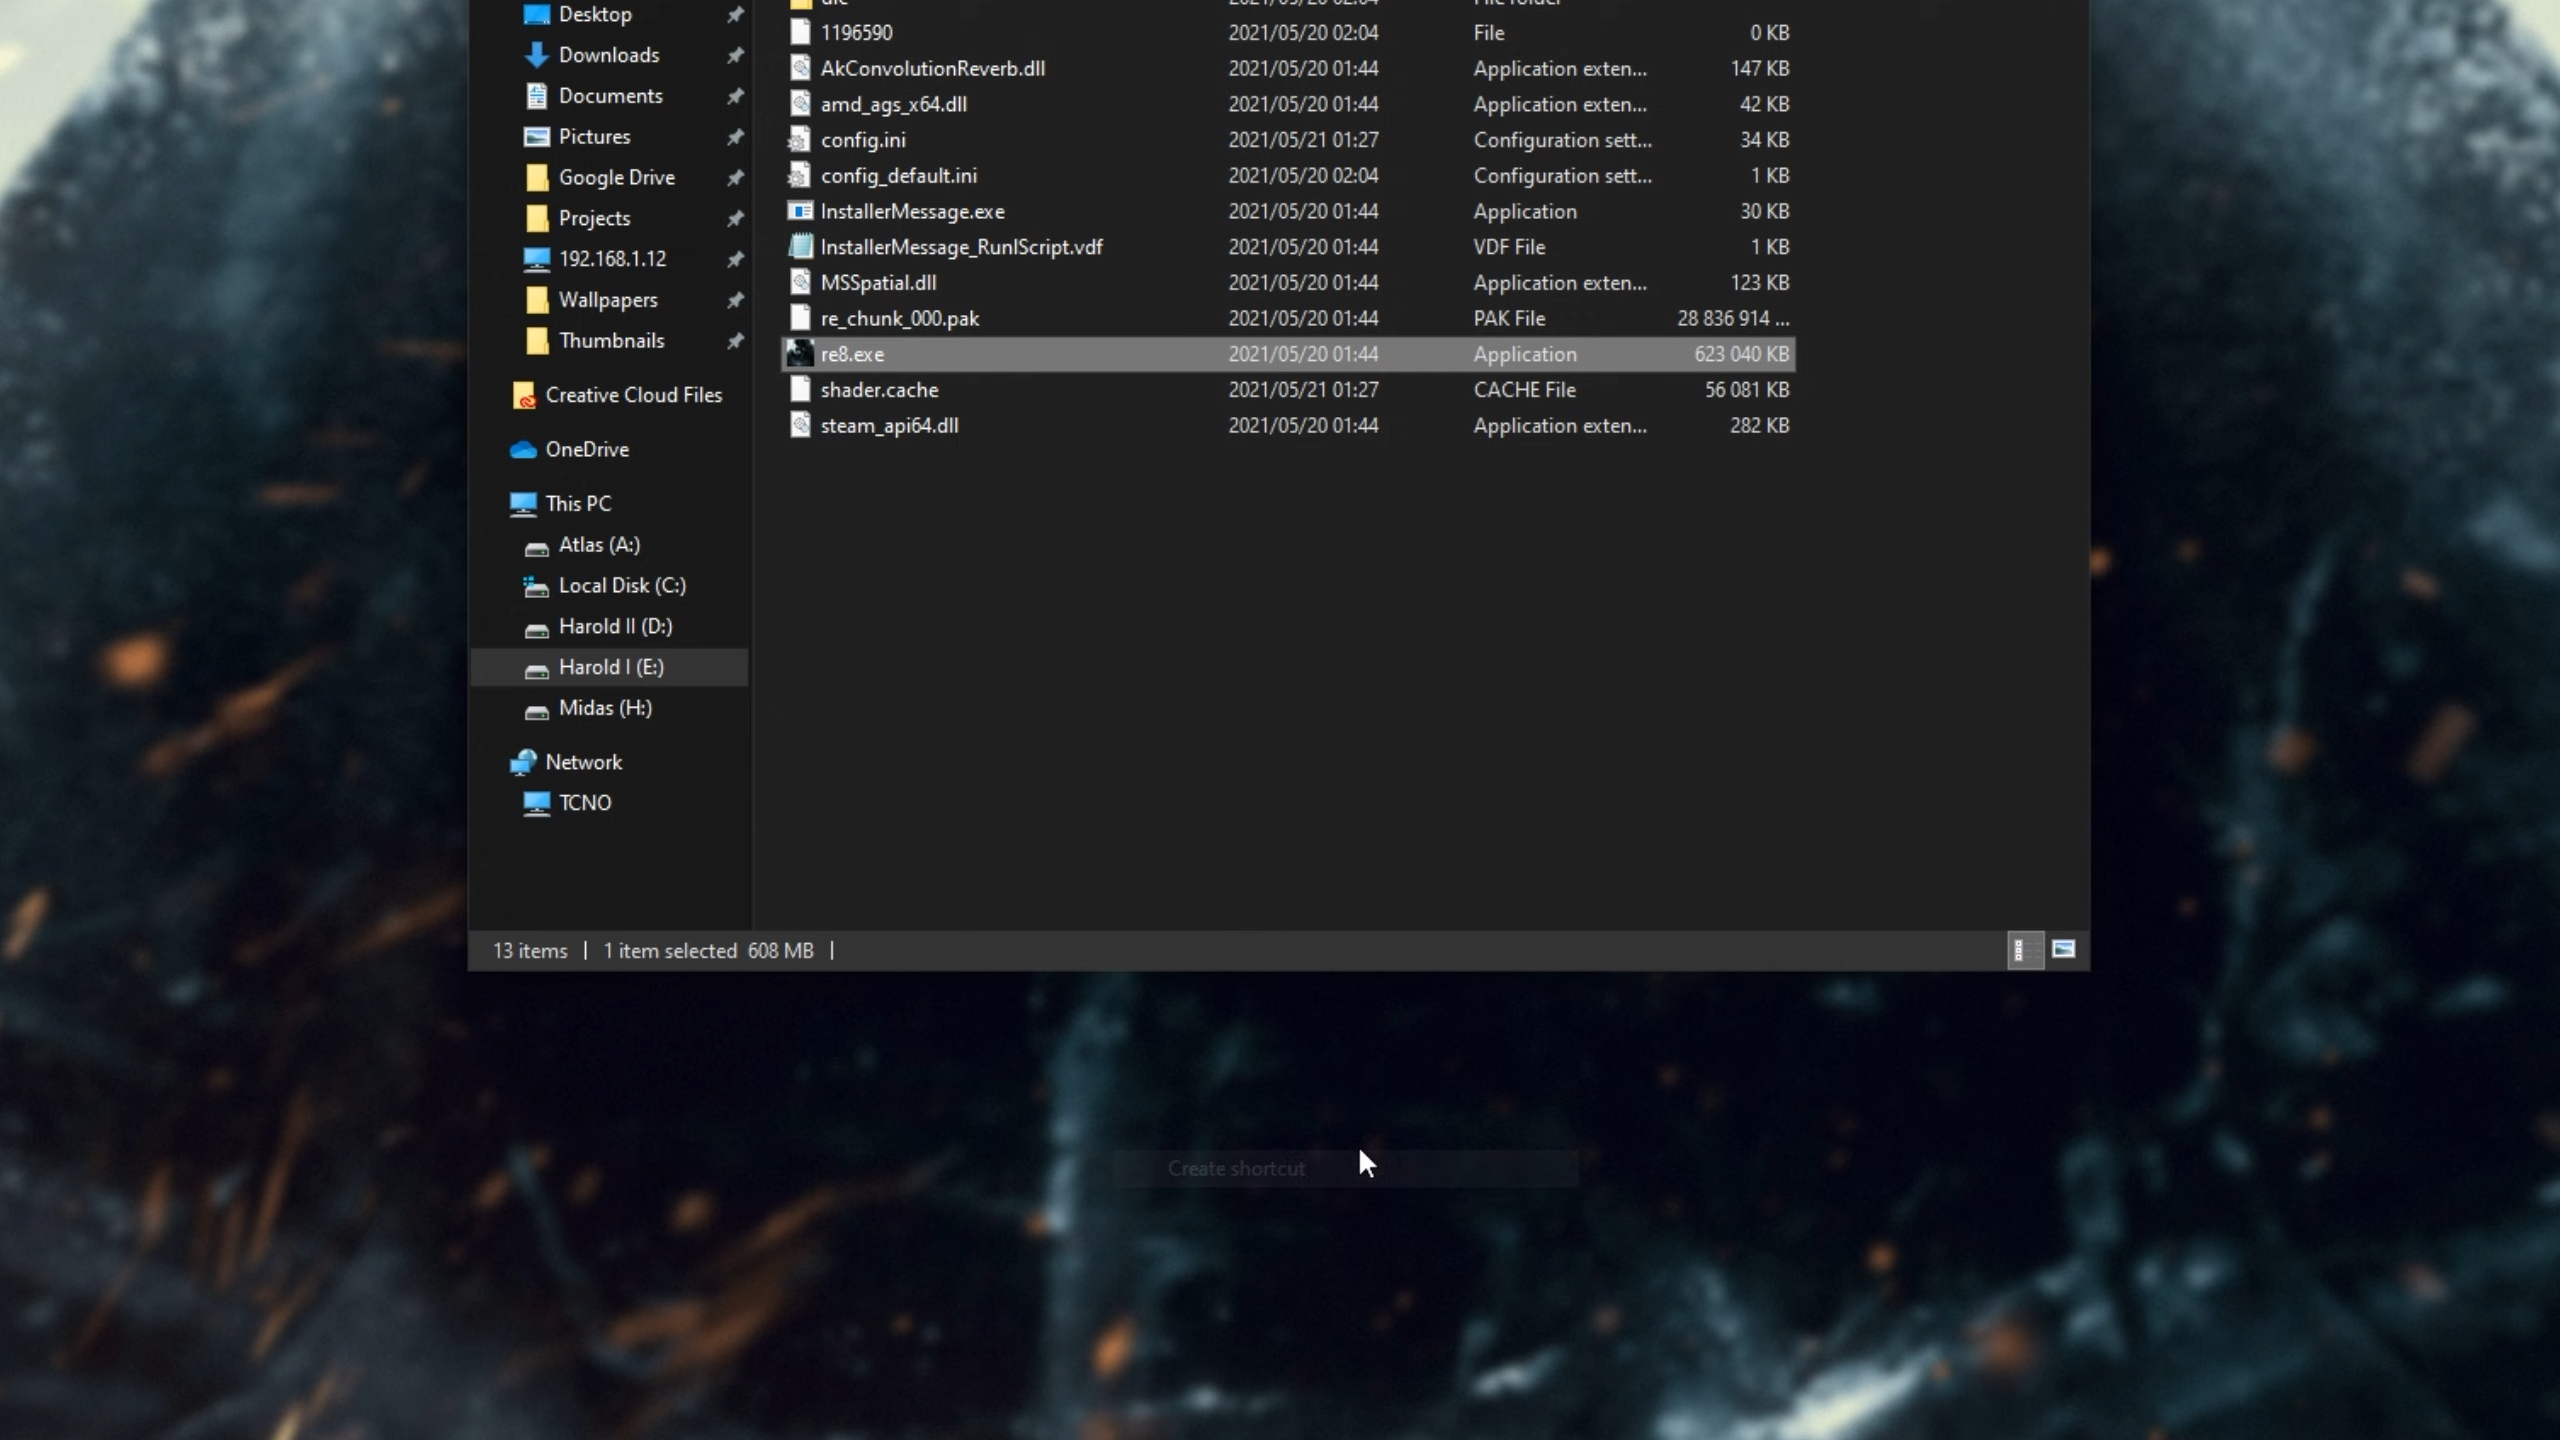 Desktop
Downloads
Documents
Pictures
Google Drive
Projects
192.168.1.12
Wallpapers
Thumbnails
Creative Cloud Files
OneDrive
This PC
Atlas (A:)
Local Disk (C:)
Harold II (D:)
Harold I (E:)
Midas (H:)
Network
TCNO
1196590 2021/05/20 02:04 File 0 KB
AkConvolutionReverb.dll 2021/05/20 01:44 Application exten... 147 KB
amd_ags_x64.dll 2021/05/20 01:44 Application exten... 42 KB
config.ini 2021/05/21 01:27 Configuration sett... 34 KB
config_default.ini 2021/05/20 02:04 Configuration sett... 1 KB
InstallerMessage.exe 2021/05/20 01:44 Application 30 KB
InstallerMessage_RunIScript.vdf 2021/05/20 01:44 VDF File 1 KB
MSSpatial.dll 2021/05/20 01:44 Application exten... 123 KB
re_chunk_000.pak 2021/05/20 01:44 PAK File 28 836 914 ...
re8.exe 2021/05/20 01:44 Application 623 040 KB
shader.cache 2021/05/21 01:27 CACHE File 56 081 KB
steam_api64.dll 2021/05/20 01:44 Application exten... 282 KB
13 items 1 item selected 608 MB
Create shortcut